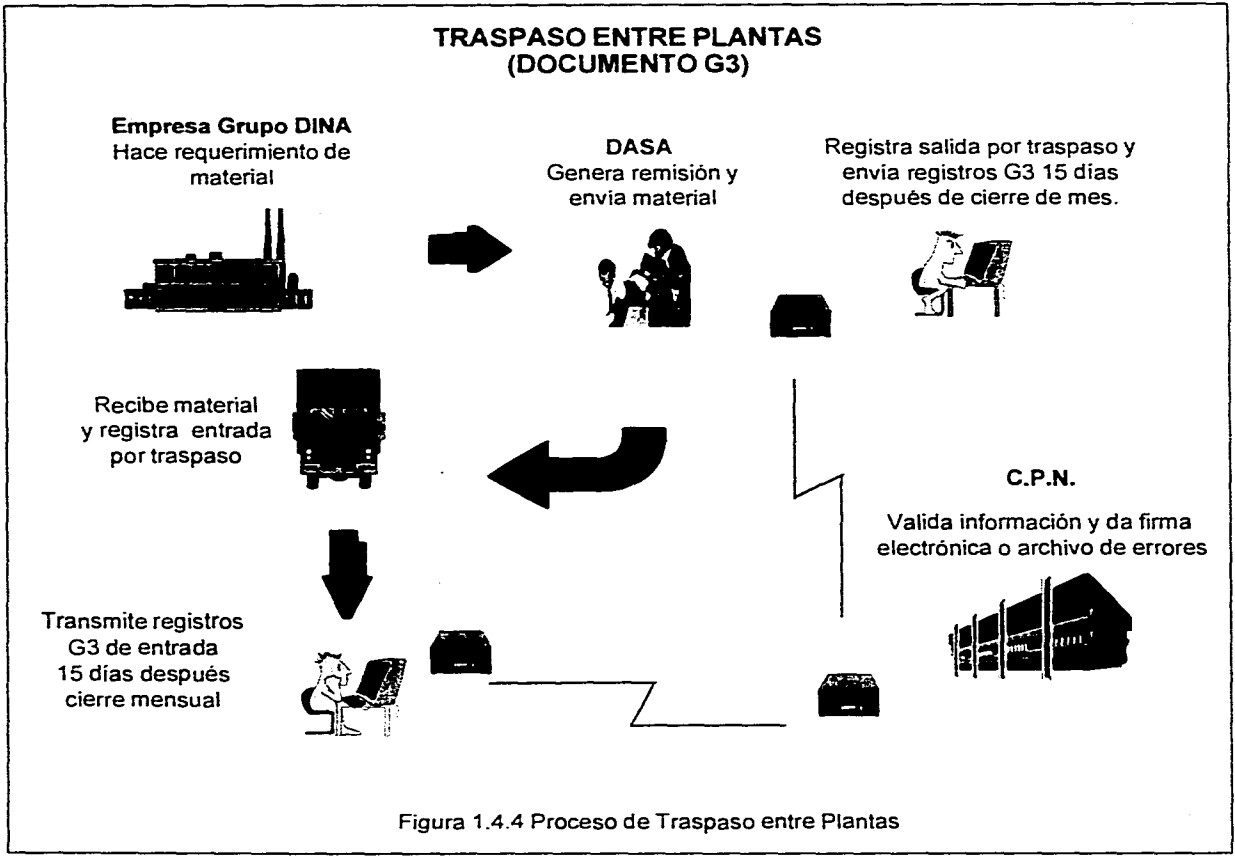 TRASPASO ENTRE PLANTAS
(DOCUMENTO G3)
Empresa Grupo DINA
Hace requerimiento de
material
DASA
Genera remisión y
envia material
Registra salida por traspaso y
envía registros G3 15 días
después de cierre de mes.
Recibe material
y registra entrada
por traspaso
C.P.N.
Valida información y da firma
electrónica o archivo de errores
Transmite registros
G3 de entrada
15 días después
cierre mensual
Figura 1.4.4 Proceso de Traspaso entre Plantas